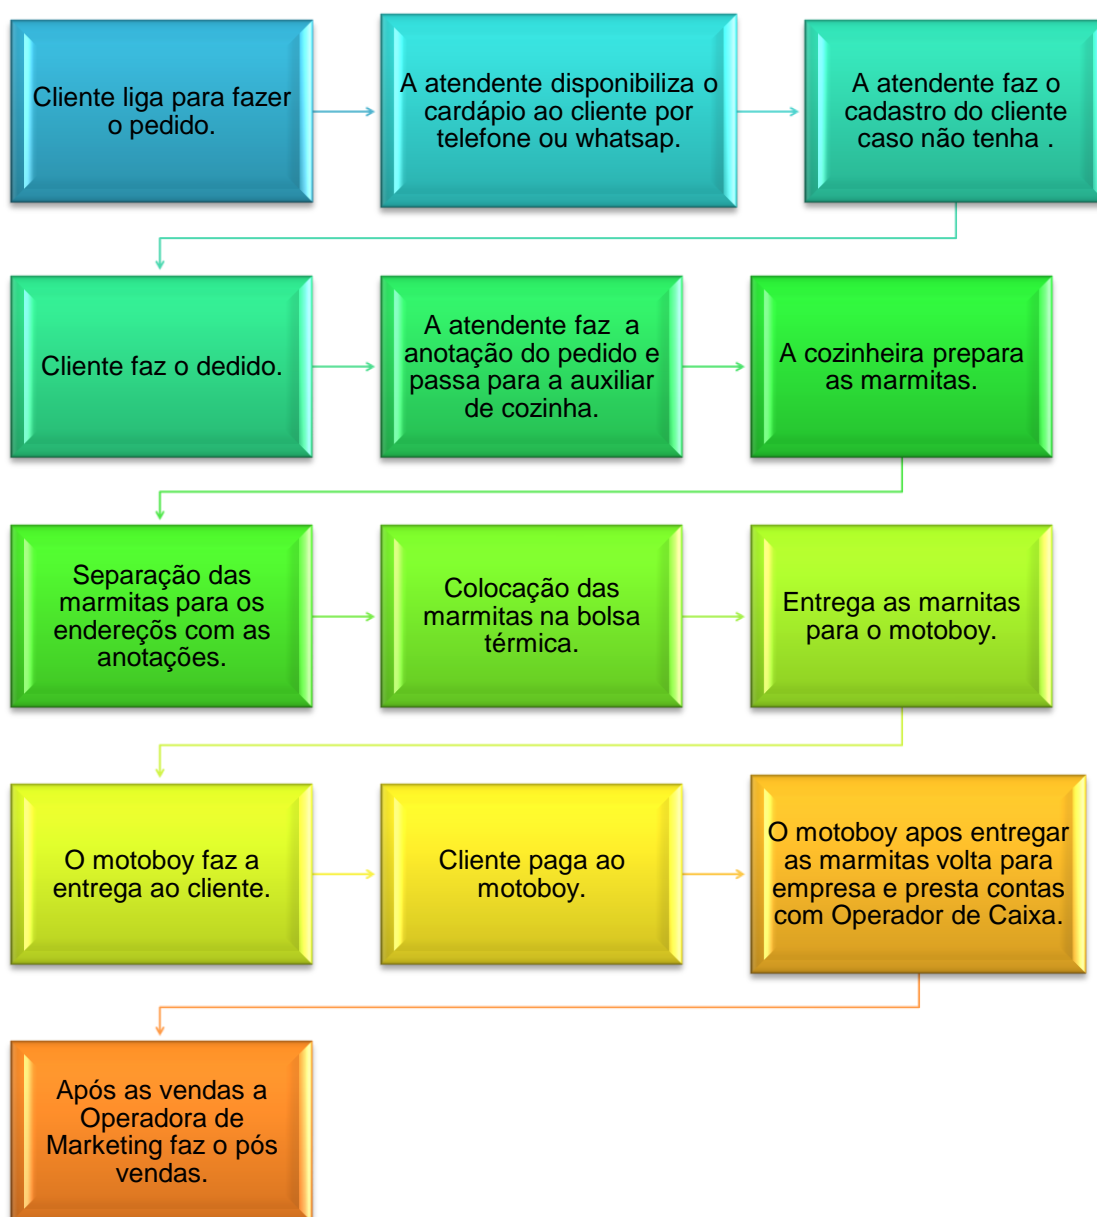 Cliente liga para fazer
o pedido.
A atendente disponibiliza o
cardápio ao cliente por
telefone ou whatsap.
A atendente faz o
cadastro do cliente
caso não tenha .
Cliente faz o dedido.
A atendente faz  a
anotação do pedido e
passa para a auxiliar
de cozinha.
A cozinheira prepara
as marmitas.
Separação das
marmitas para os
endereçõs com as
anotações.
Colocação das
marmitas na bolsa
térmica.
Entrega as marnitas
para o motoboy.
O motoboy faz a
entrega ao cliente.
Cliente paga ao
motoboy.
O motoboy apos entregar
as marmitas volta para
empresa e presta contas
com Operador de Caixa.
Após as vendas a
Operadora de
Marketing faz o pós
vendas.